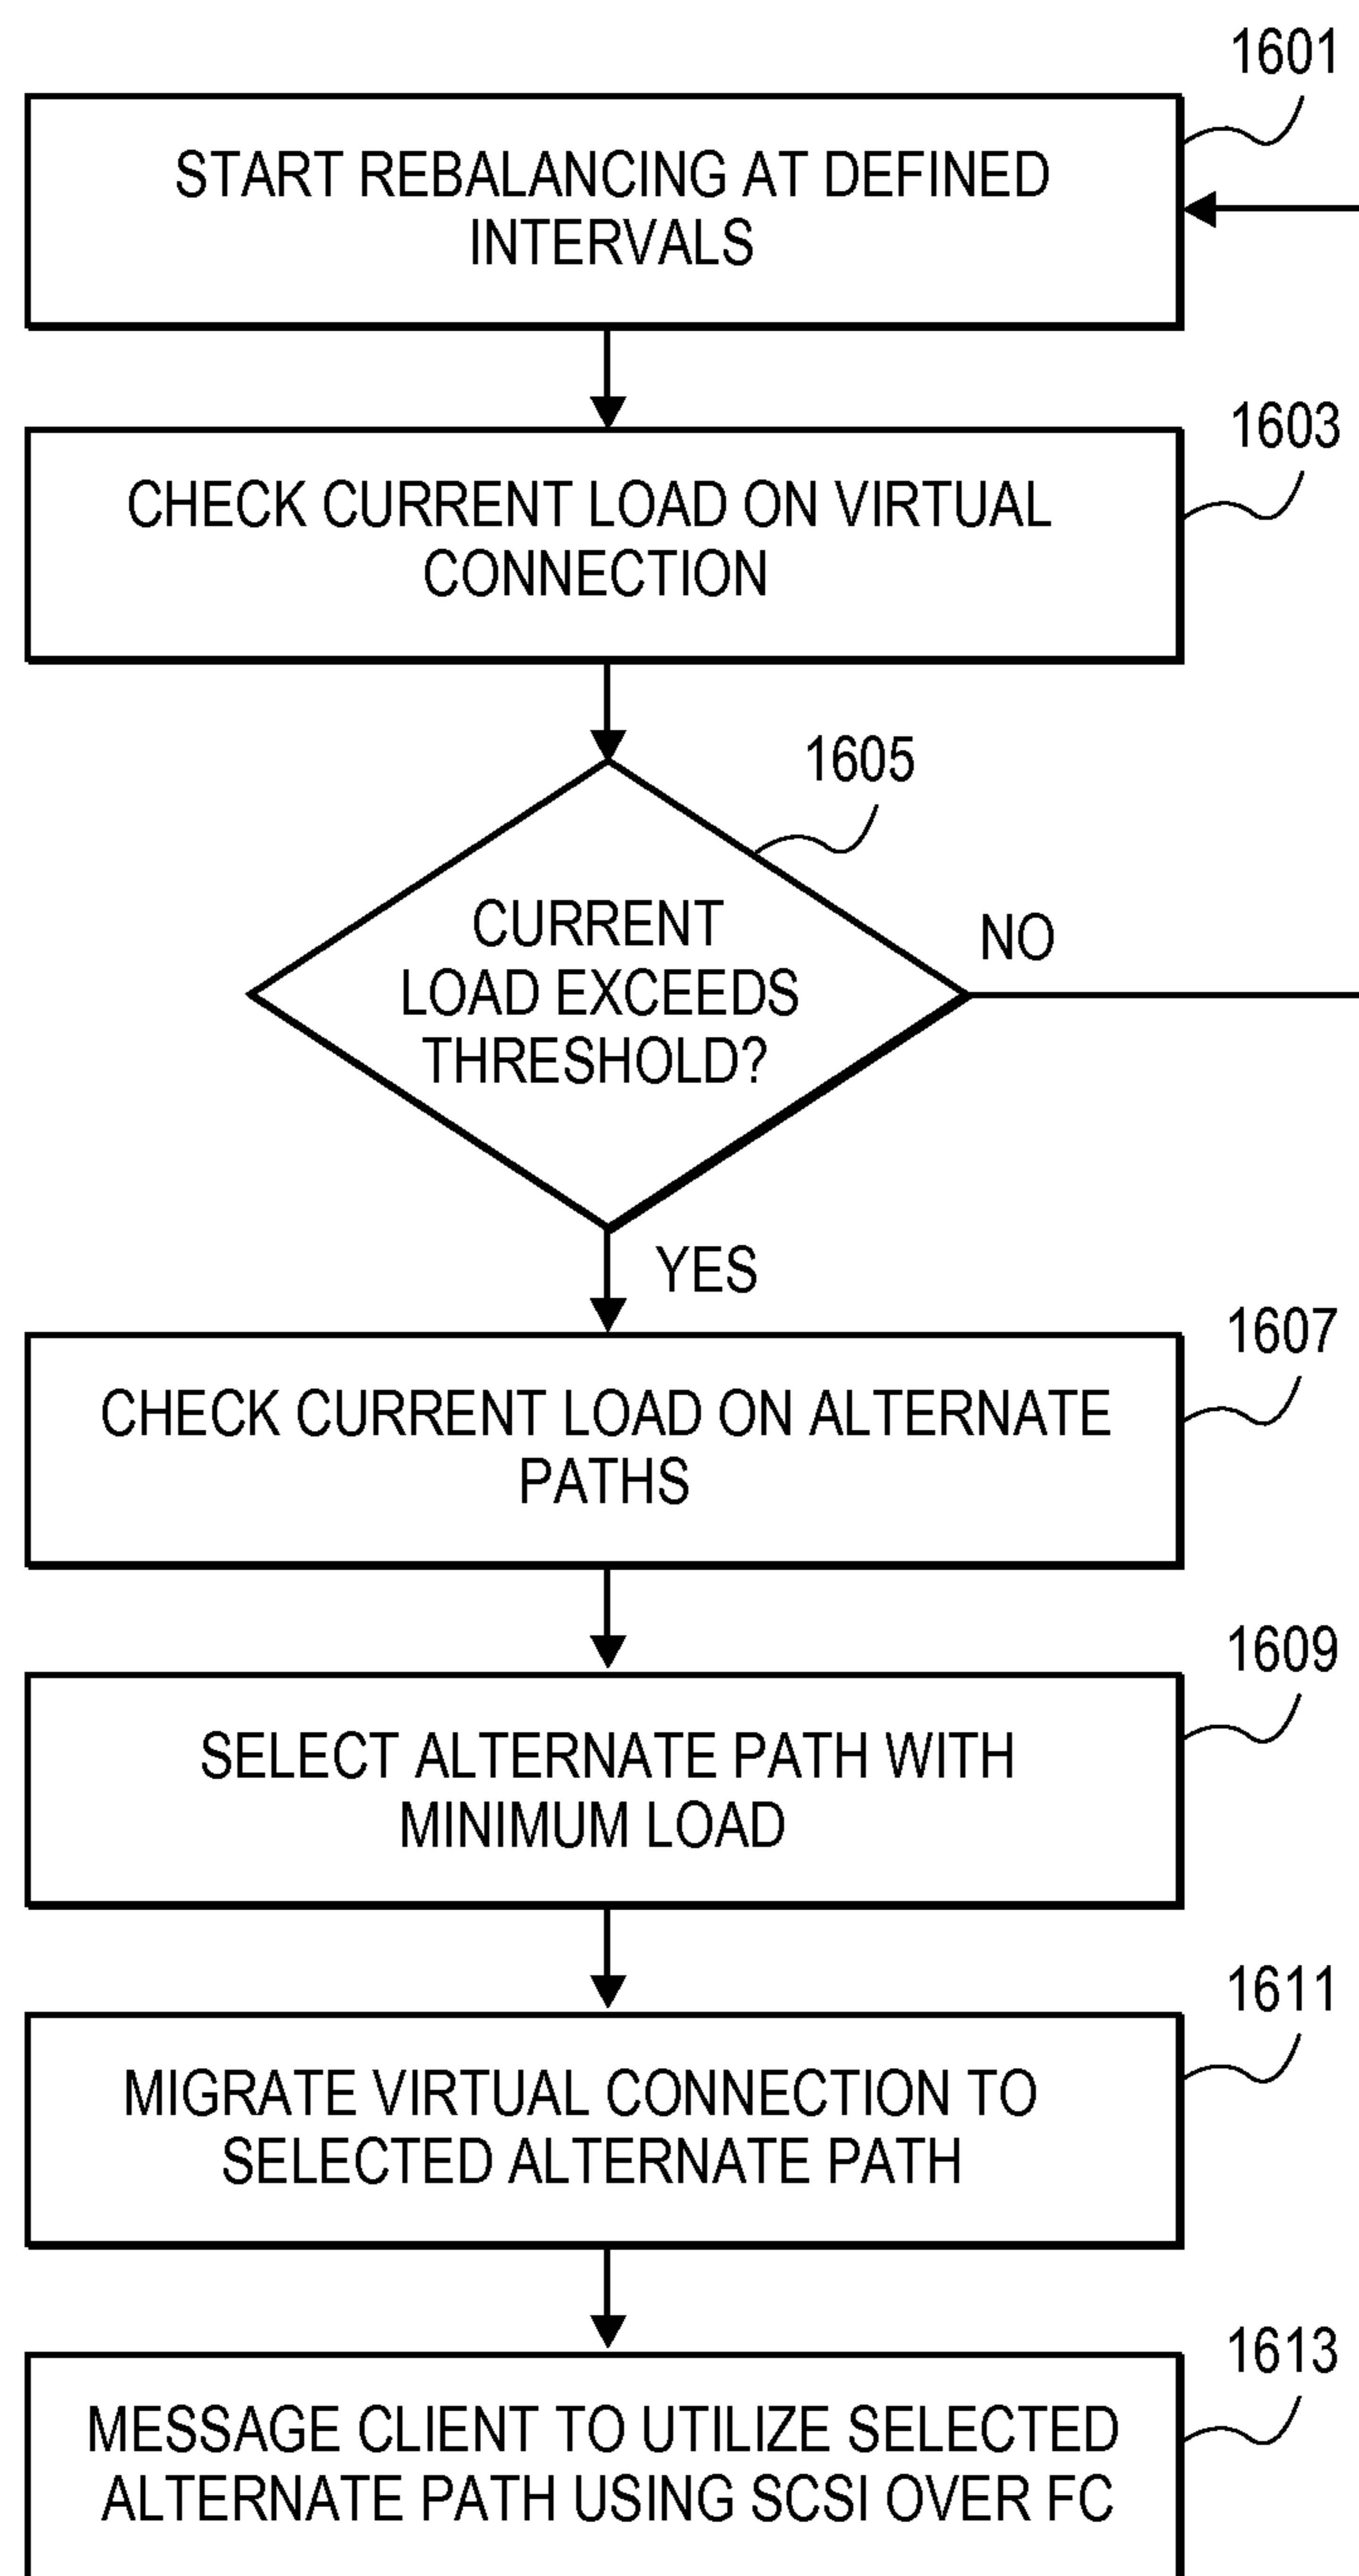 1601
START REBALANCING AT DEFINED
INTERVALS
1603
CHECK CURRENT LOAD ON VIRTUAL
CONNECTION
1605
CURRENT
LOAD EXCEEDS
THRESHOLD?
NO
YES
1607
CHECK CURRENT LOAD ON ALTERNATE
PATHS
1609
SELECT ALTERNATE PATH WITH
MINIMUM LOAD
1611
MIGRATE VIRTUAL CONNECTION TO
SELECTED ALTERNATE PATH
1613
MESSAGE CLIENT TO UTILIZE SELECTED
ALTERNATE PATH USING SCSI OVER FC